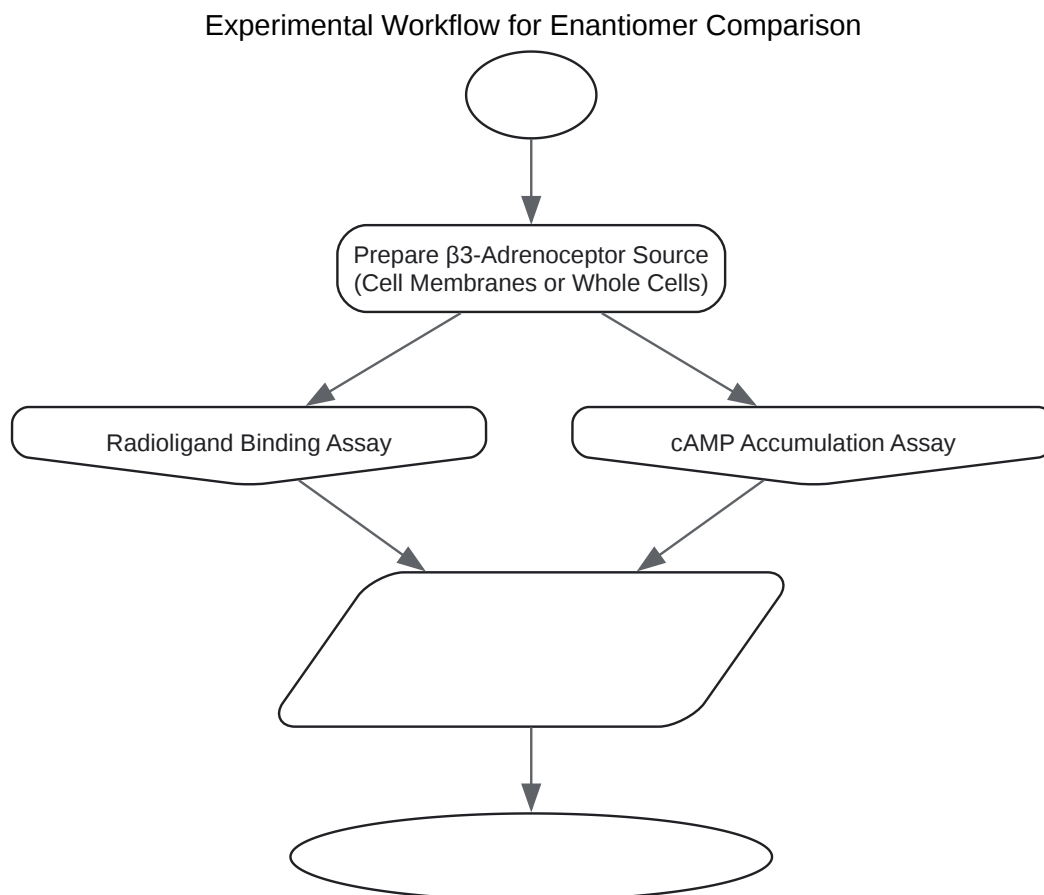 Experimental Workflow for Enantiomer Comparison
Prepare β3-Adrenoceptor Source
(Cell Membranes or Whole Cells)
Radioligand Binding Assay
cAMP Accumulation Assay